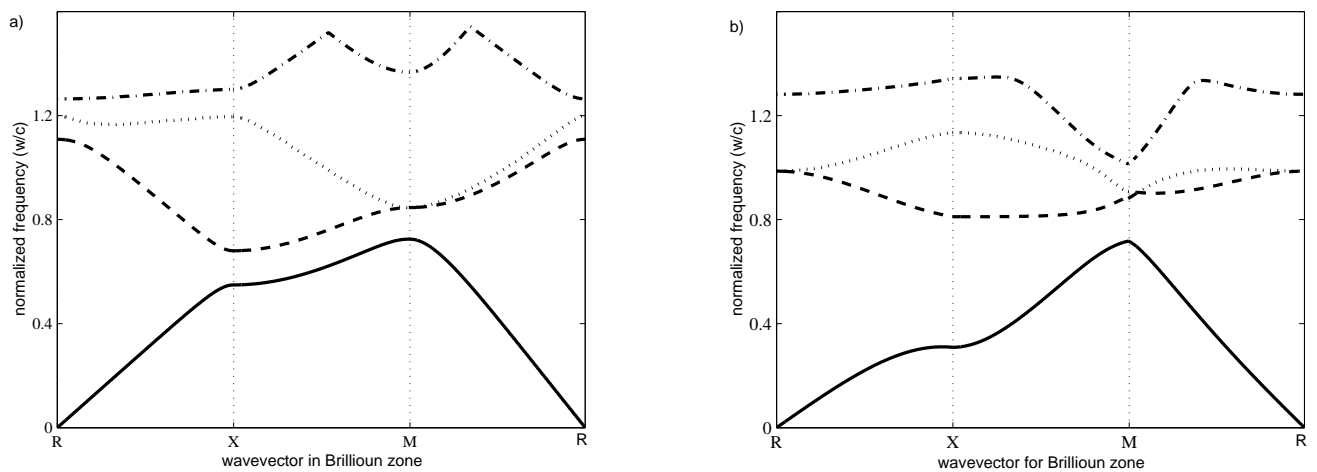 a)
normalized frequency (w/c)
1.2
0.8
0.4
0
R
X
M
R
wavevector in Brillioun zone
b)
normalized frequency (w/c)
1.2
0.8
0.4
0
R
X
M
R
wavevector for Brillioun zone